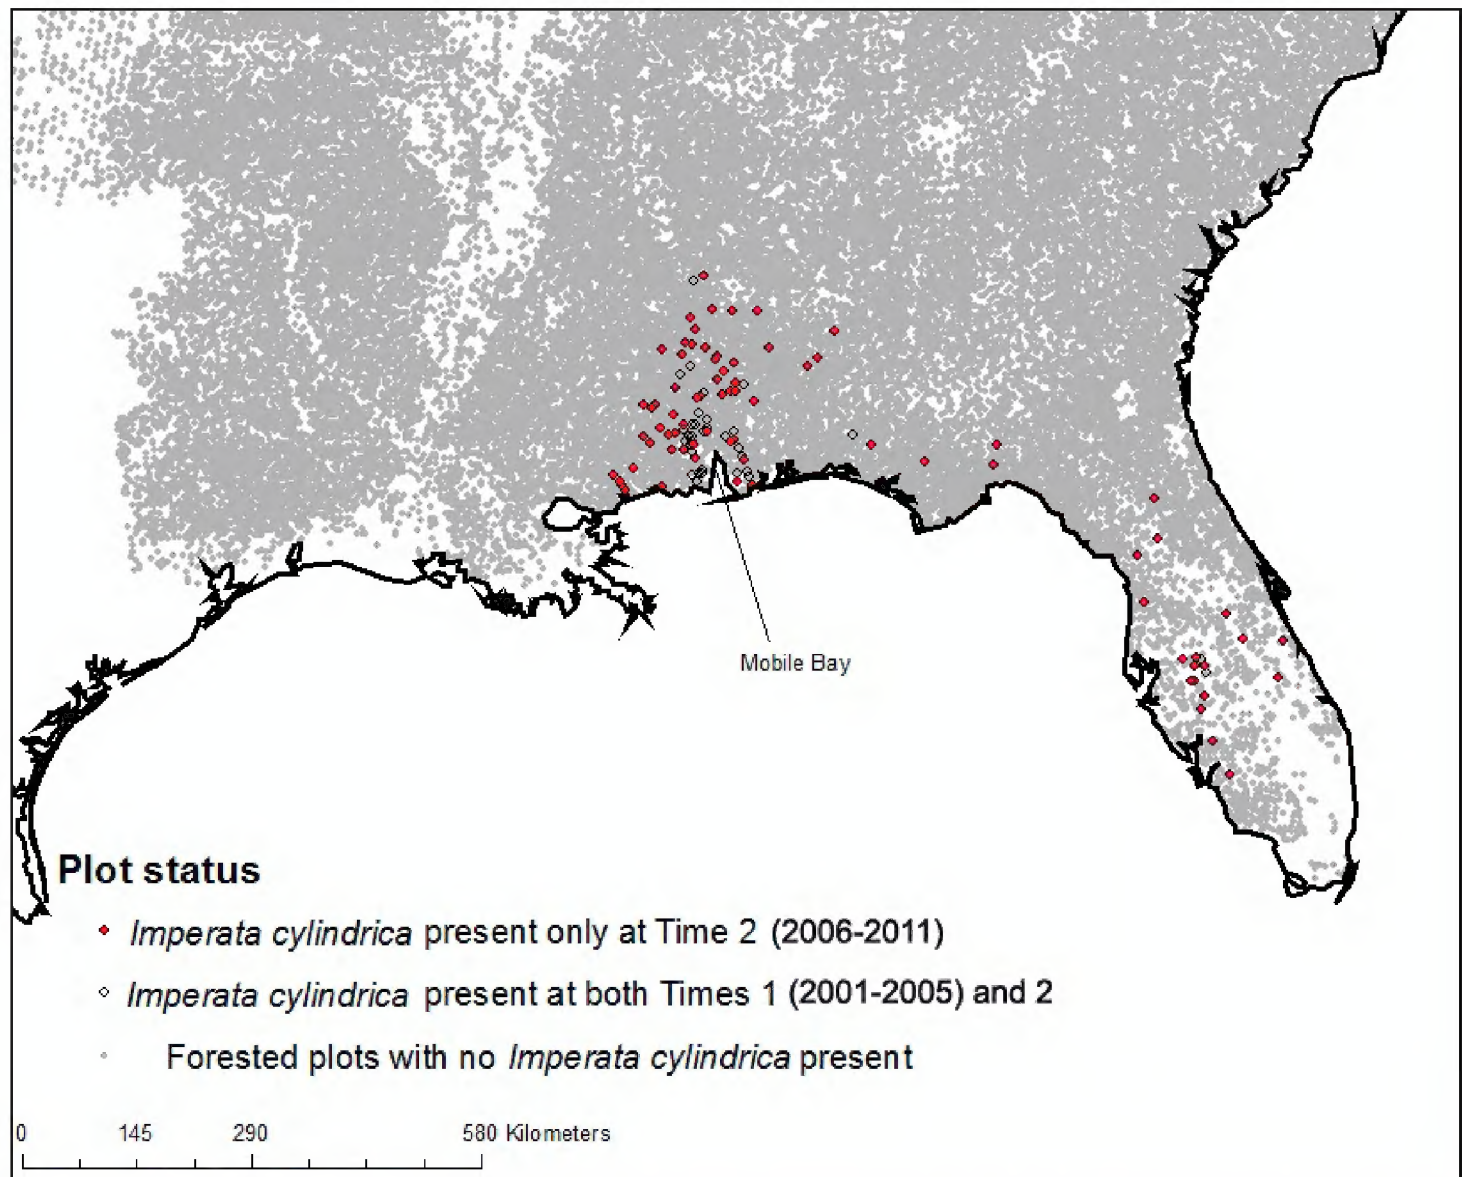 Mobile Bay
Plot status
Imperata cylindrica present only at Time 2 (2006-2011)
Imperata cylindrica present at both Times 1 (2001-2005) and 2
Forested plots with no Imperata cylindrica present
0 145 290 580 Kilometers